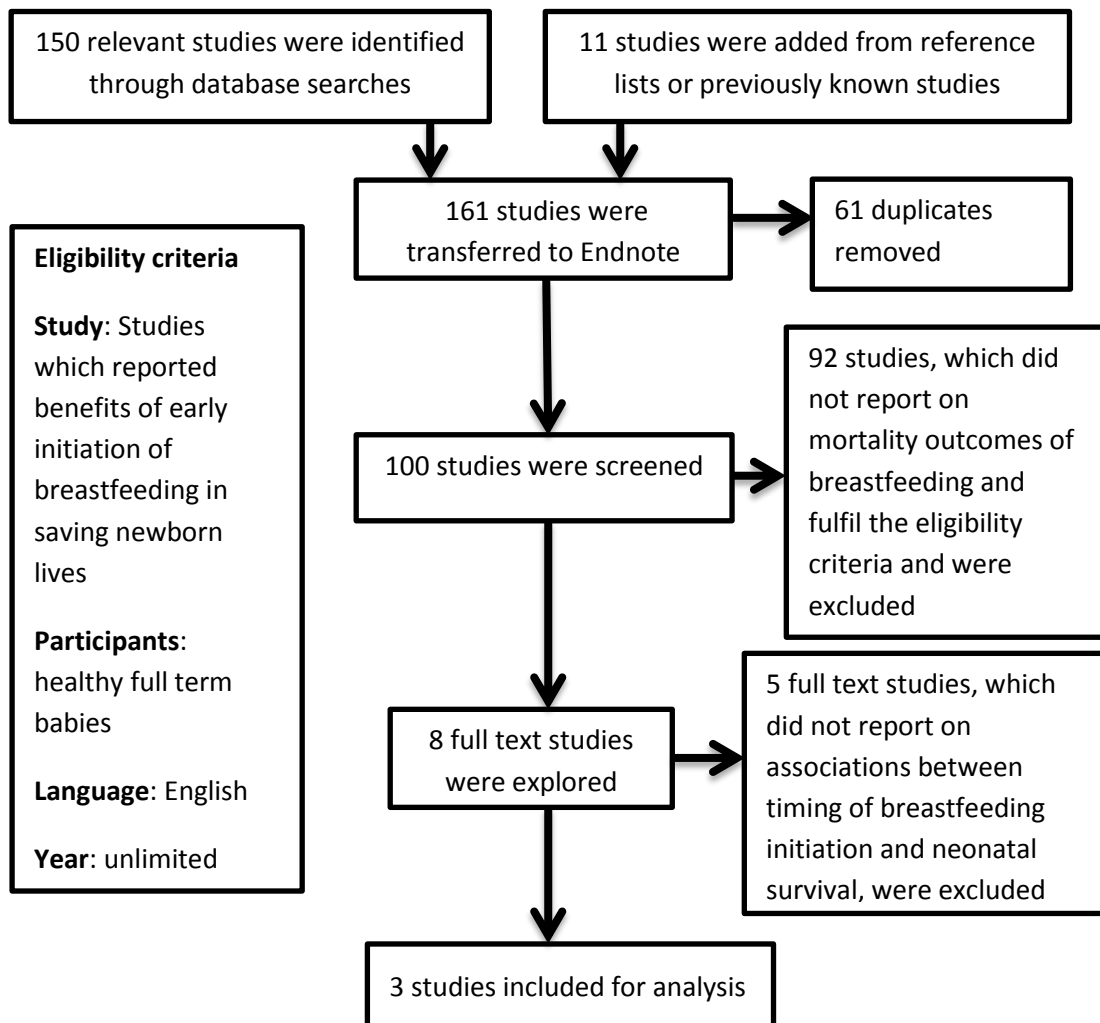 150 relevant studies were identified
through database searches
11 studies were added from reference
lists or previously known studies
161 studies were
transferred to Endnote
61 duplicates
removed
Eligibility criteria
Study: Studies
which reported
benefits of early
initiation of
breastfeeding in
saving newborn
lives
Participants:
healthy full term
babies
Language: English
Year: unlimited
100 studies were screened
92 studies, which did
not report on
mortality outcomes of
breastfeeding and
fulfil the eligibility
criteria and were
excluded
8 full text studies
were explored
5 full text studies, which
did not report on
associations between
timing of breastfeeding
initiation and neonatal
survival, were excluded
3 studies included for analysis